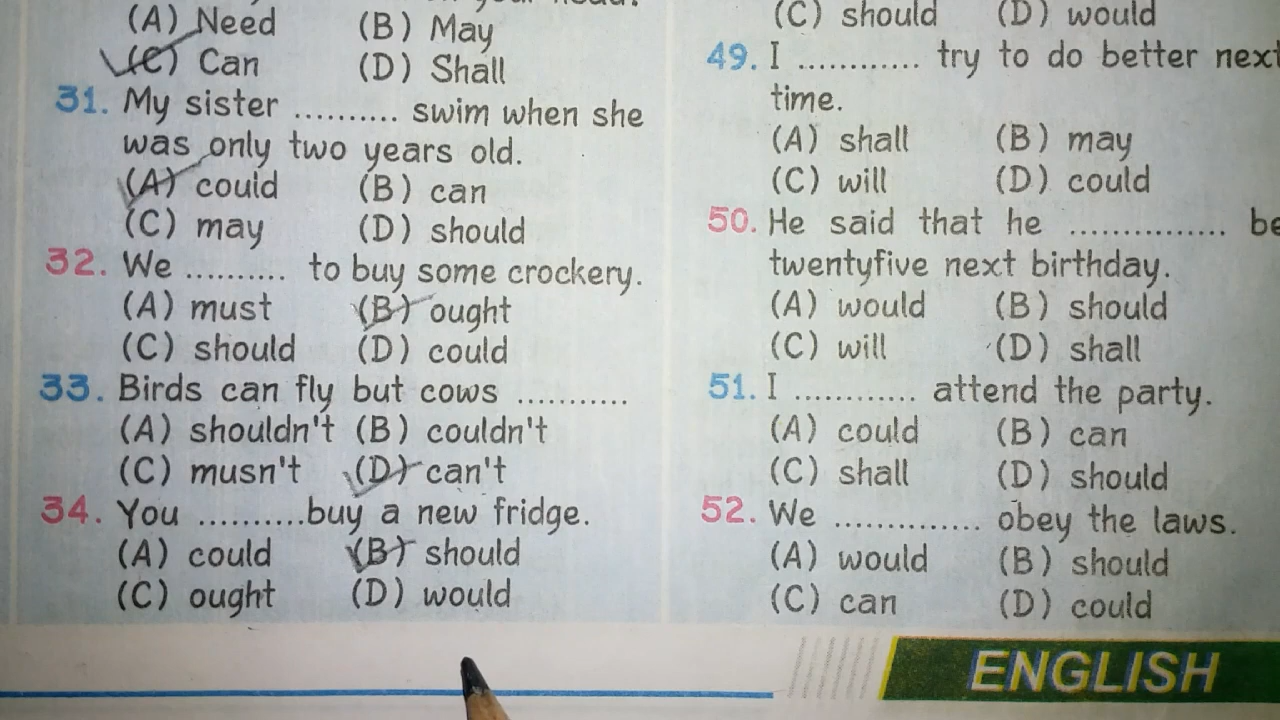 (A) Need (B) May
(C) Can (D) Shall
31. My sister .......... swim when she
was only two years old.
(A) couid (B) can
(C) may (D) should
32. We .......... to buy some crockery.
(A) must (B) ought
(C) should (D) could
33. Birds can fly but cows ...........
(A) shouldn't (B) couldn't
(C) musn't (D) can't
34. You ..........buy a new fridge.
(A) could (B) should
(C) ought (D) would
(C) should (D) would
49. I ............ try to do better next
time.
(A) shall (B) may
(C) will (D) could
50. He said that he ............... be
twentyfive next birthday.
(A) would (B) should
(C) will (D) shall
51. I ............ attend the party.
(A) could (B) can
(C) shall (D) should
52. We .............. obey the laws.
(A) would (B) should
(C) can (D) could
ENGLISH